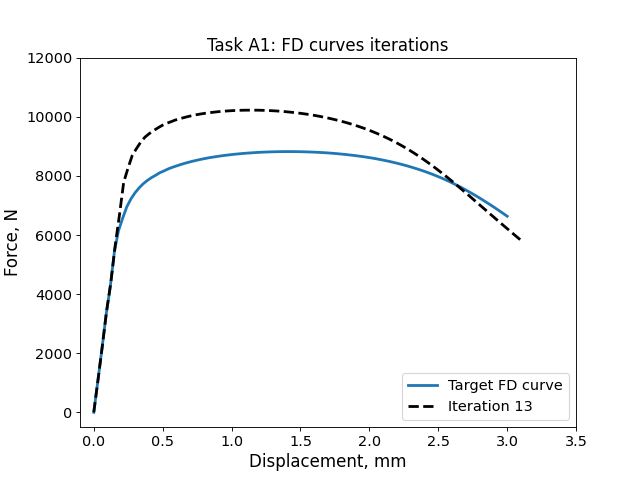 Task A1: FD curves iterations
12000
10000
8000
6000
4000
2000
0
Force, N
Target FD curve
Iteration 13
0.0 0.5 1.0 1.5 2.0 2.5 3.0 3.5
Displacement, mm